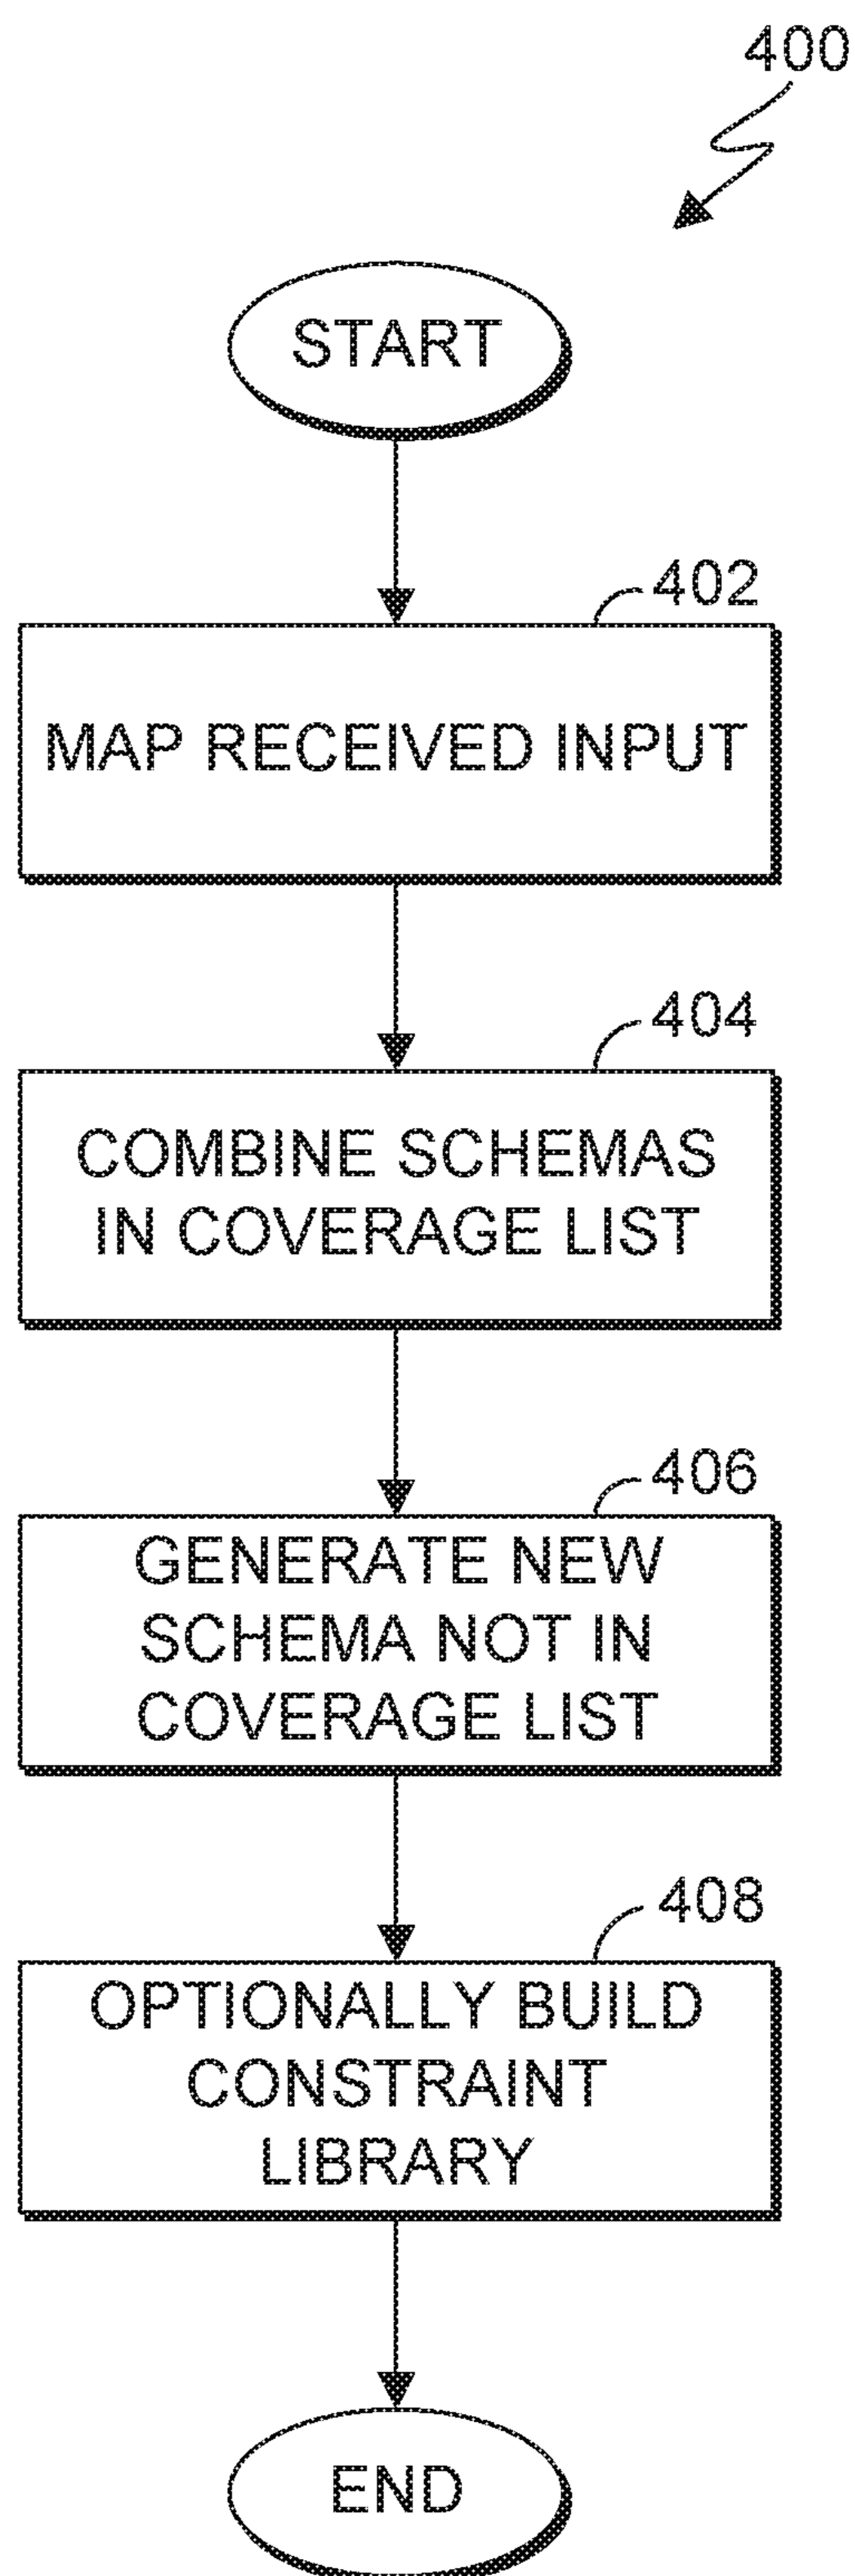 400
START
402
MAP RECEIVED INPUT
404
COMBINE SCHEMAS
IN COVERAGE LIST
406
GENERATE NEW
SCHEMA NOT IN
COVERAGE LIST
408
OPTIONALLY BUILD
CONSTRAINT
LIBRARY
END